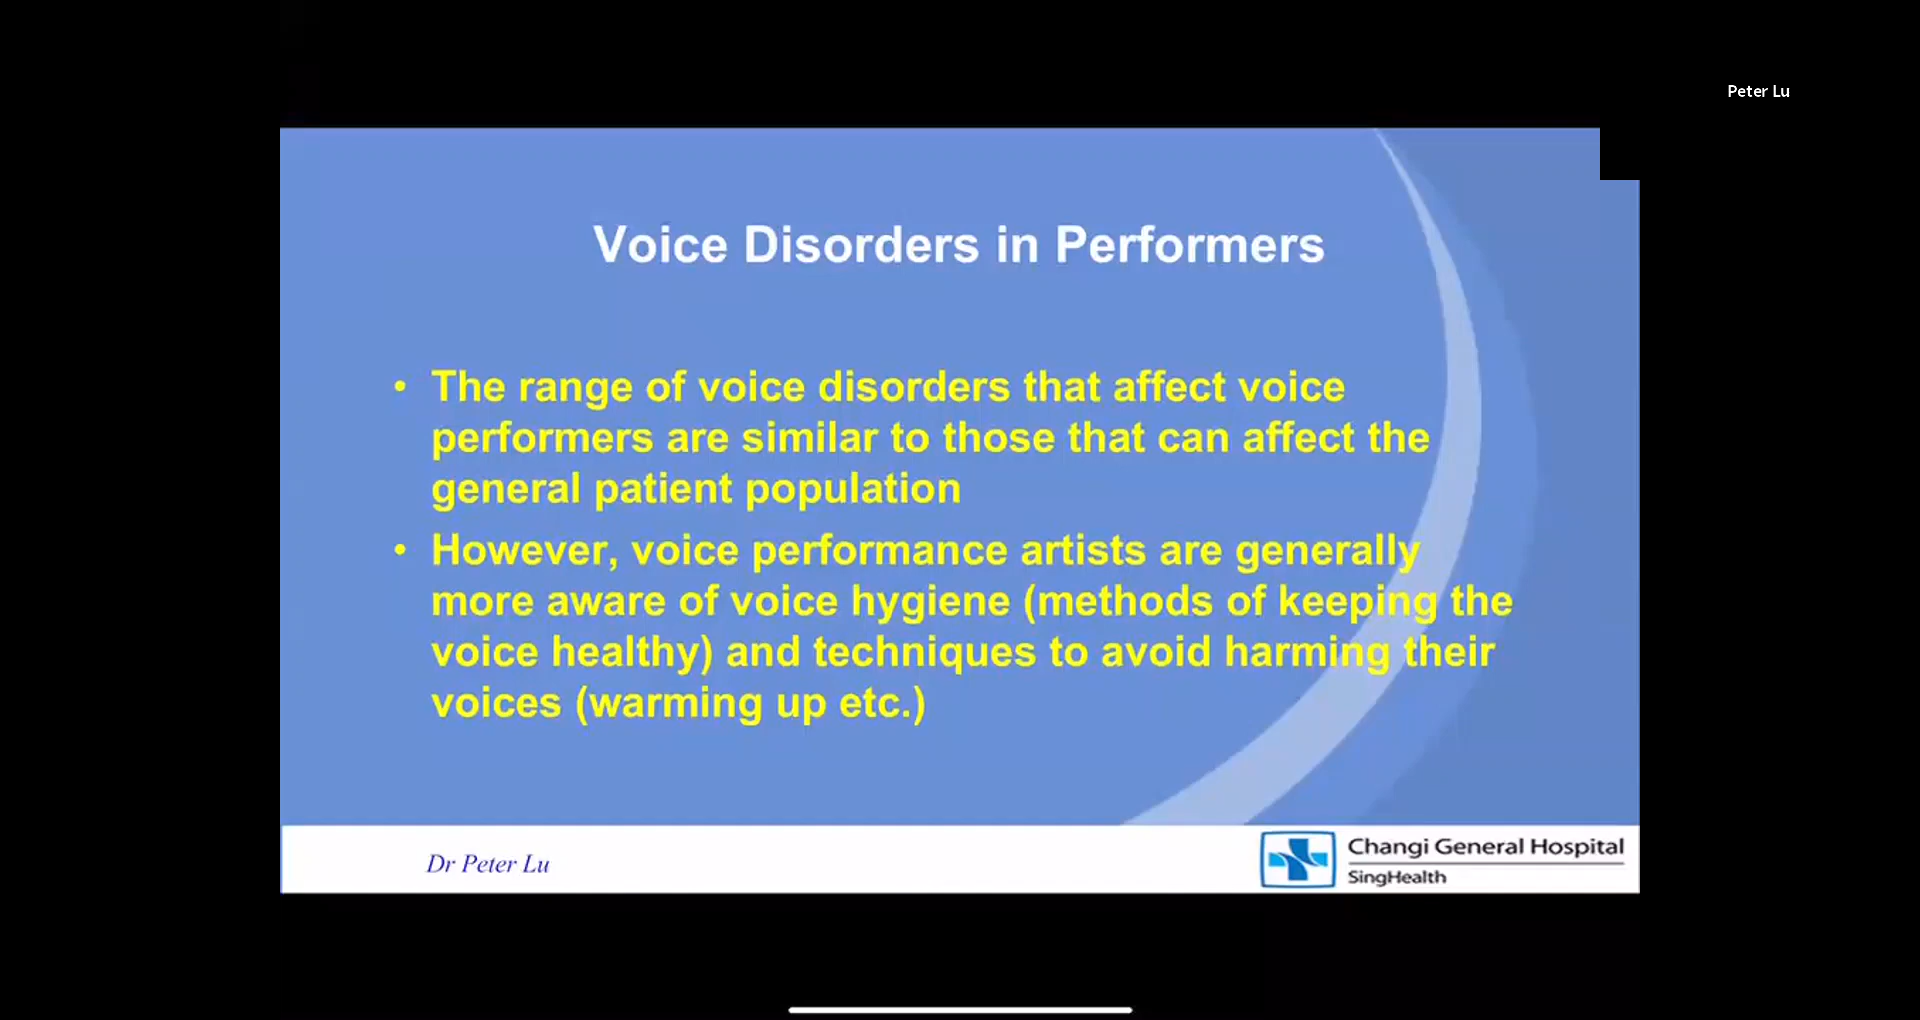 Peter Lu
Voice Disorders in Performers
• The range of voice disorders that affect voice
performers are similar to those that can affect the
general patient population
• However, voice performance artists are generally
more aware of voice hygiene (methods of keeping the
voice healthy) and techniques to avoid harming their
voices (warming up etc.)
Dr Peter Lu
Changi General Hospital
SingHealth